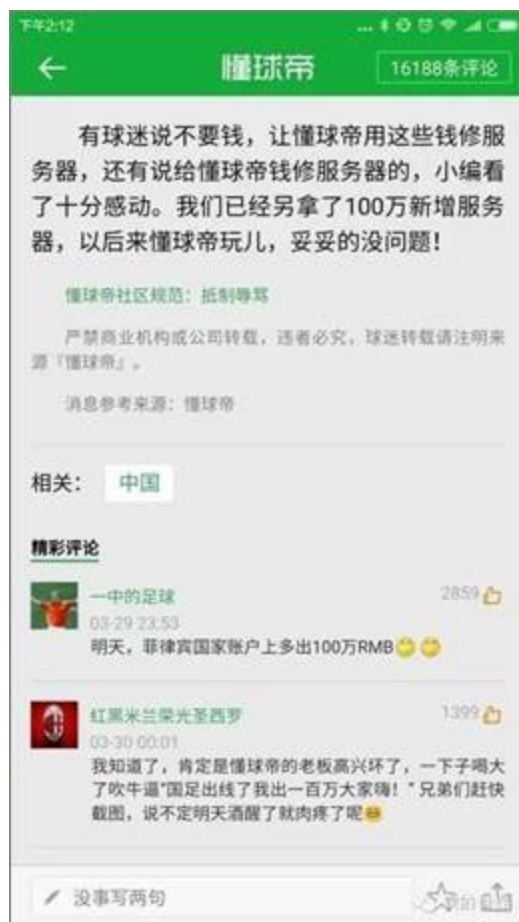 下午2:12
...
懂球帝
16188条评论
有球迷说不要钱，让懂球帝用这些钱修服
务器，还有说给懂球帝钱修服务器的，小编看
了十分感动。我们已经另拿了100万新增服务
器，以后来懂球帝玩儿，妥妥的没问题！
懂球帝社区规范：抵制辱骂
严禁商业机构或公司转载，违者必究，球迷转载请注明来
源『懂球帝』。
消息参考来源：懂球帝
相关：
中国
精彩评论
一中的足球
2859
03-29 23:53
明天，菲律宾国家账户上多出100万RMB🙄🙄
红黑米兰荣光圣西罗
1399
03-30 00:01
我知道了，肯定是懂球帝的老板高兴坏了，一下子喝大
了吹牛逼"国足出线了我出一百万大家嗨！"兄弟们赶快
截图，说不定明天酒醒了就肉疼了呢😊
没事写两句